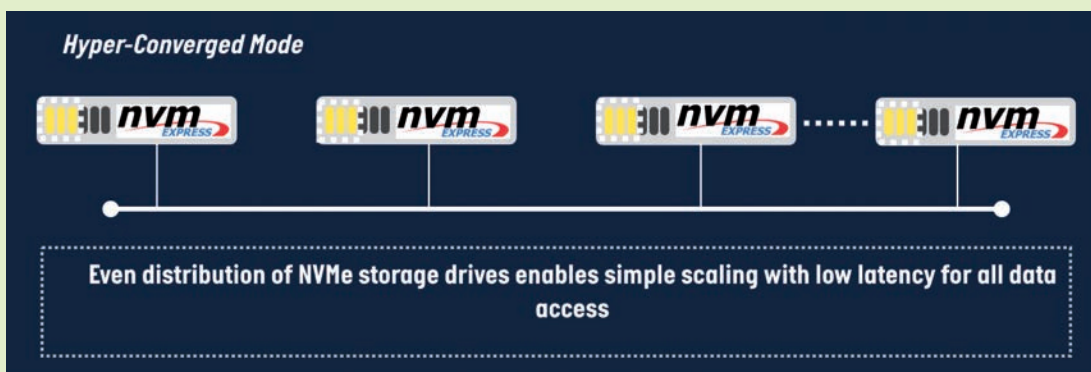 Hyper-Converged Mode
nvm EXPRESS nvm EXPRESS nvm EXPRESS nvm EXPRESS
Even distribution of NVMe storage drives enables simple scaling with low latency for all data
access